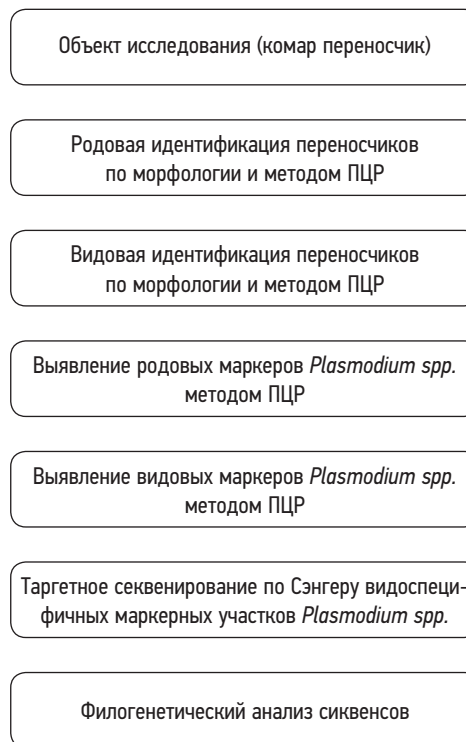 Объект исследования (комар переносчик)
Родовая идентификация переносчиков
по морфологии и методом ПЦР
Видовая идентификация переносчиков
по морфологии и методом ПЦР
Выявление родовых маркеров Plasmodium spp.
методом ПЦР
Выявление видовых маркеров Plasmodium spp.
методом ПЦР
Таргетное секвенирование по Сэнгеру видоспеци-
фичных маркерных участков Plasmodium spp.
Филогенетический анализ сиквенсов